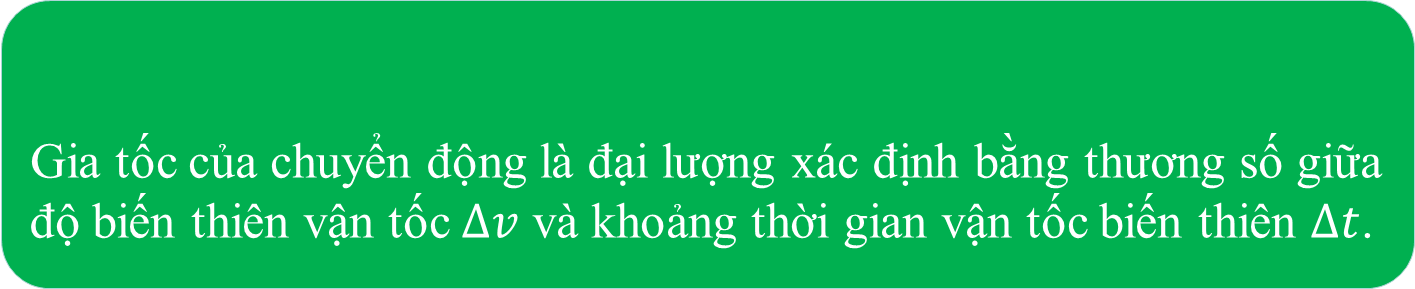 Gia tốc của chuyển động là đại lượng xác định bằng thương số giữa
độ biến thiên vận tốc Δ𝑣 và khoảng thời gian vận tốc biến thiên Δ𝑡.